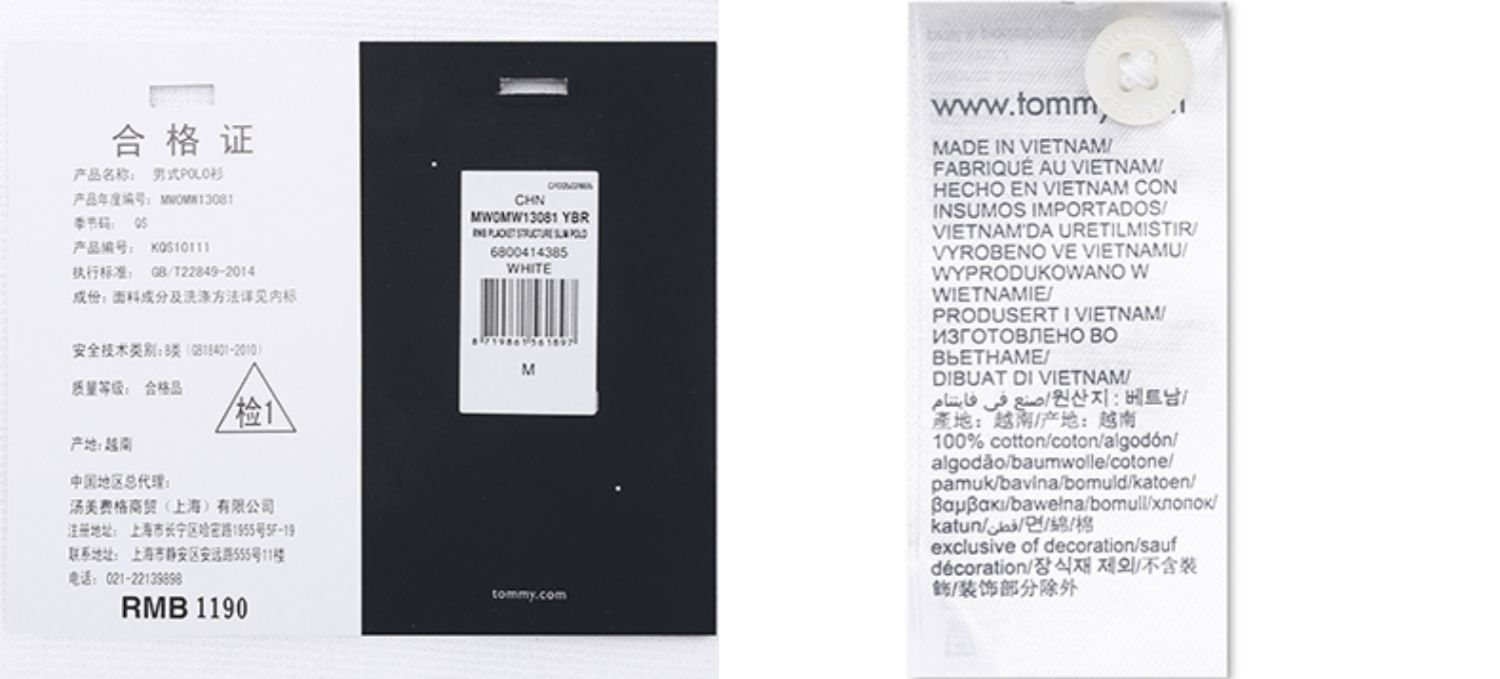 合格证
产品名称: 男式POLO衫
产品年度编号: MW0MW13081
季节码: QS
产品编号: KQS10111
执行标准: GB/T22849-2014
成份: 面料成分及洗涤方法详见内标
安全技术类别: B类 (GB18401-2010)
质量等级: 合格品
检1
产地: 越南
中国地区总代理:
汤美费格商贸（上海）有限公司
注册地址: 上海市长宁区哈密路1955号5F-19
联系地址: 上海市静安区安远路555号11楼
电话: 021-22139898
RMB 1190
CHN
MW0MW13081 YBR
RWB PLACKET STRUCTURE SLIM POLO
6800414385
WHITE
8 719861 561897
M
tommy.com
www.tommy
MADE IN VIETNAM/
FABRIQUÉ AU VIETNAM/
HECHO EN VIETNAM CON
INSUMOS IMPORTADOS/
VIETNAM'DA URETILMISTIR/
VYROBENO VE VIETNAMU/
WYPRODUKOWANO W
WIETNAMIE/
PRODUSERT I VIETNAM/
ИЗГОТОВЛЕНО ВО
ВЬЕТНАМЕ/
DIBUAT DI VIETNAM/
صنع في فايتنام/원산지 : 베트남/
產地：越南/产地：越南
100% cotton/coton/algodón/
algodão/baumwolle/cotone/
pamuk/bavlna/bomuld/katoen/
βαμβακι/bawełna/bomull/хлопок/
katun/قطن/면/綿/棉
exclusive of decoration/sauf
décoration/장식재 제외/不含裝
飾/装饰部分除外